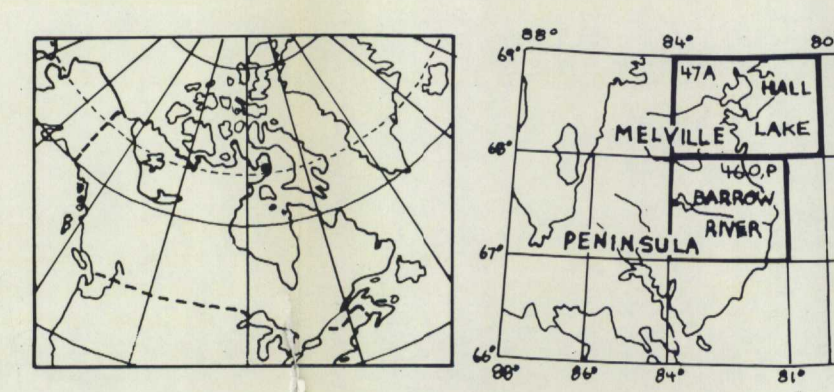 88° 84° 80
69°
47A
HALL
LAKE
MELVILLE
68°
46O,P
BARROW
RIVER
PENINSULA
67°
66°
88° 86° 84° 81°